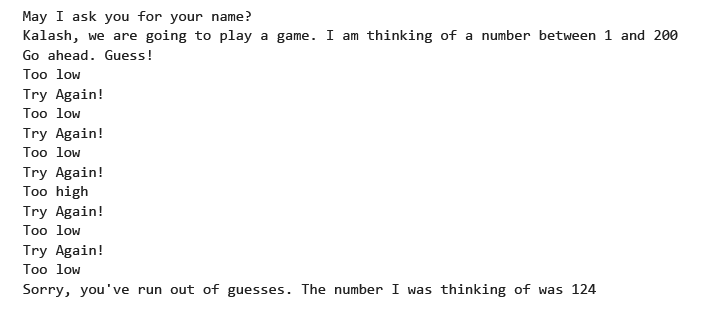 May I ask you for your name?
Kalash, we are going to play a game. I am thinking of a number between 1 and 200
Go ahead. Guess!
Too low
Try Again!
Too low
Try Again!
Too low
Try Again!
Too high
Try Again!
Too low
Try Again!
Too low
Sorry, you've run out of guesses. The number I was thinking of was 124